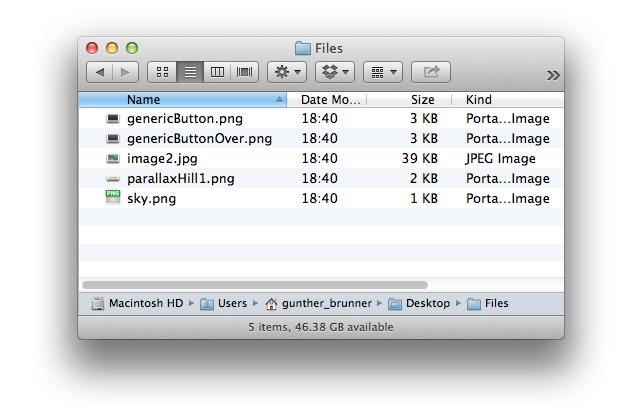 Files
Name Date Mo... Size Kind
genericButton.png 18:40 3 KB Porta...Image
genericButtonOver.png 18:40 3 KB Porta...Image
image2.jpg 18:40 39 KB JPEG Image
parallaxHill1.png 18:40 2 KB Porta...Image
PNG sky.png 18:40 1 KB Porta...Image
Macintosh HD Users gunther_brunner Desktop Files
5 items, 46.38 GB available